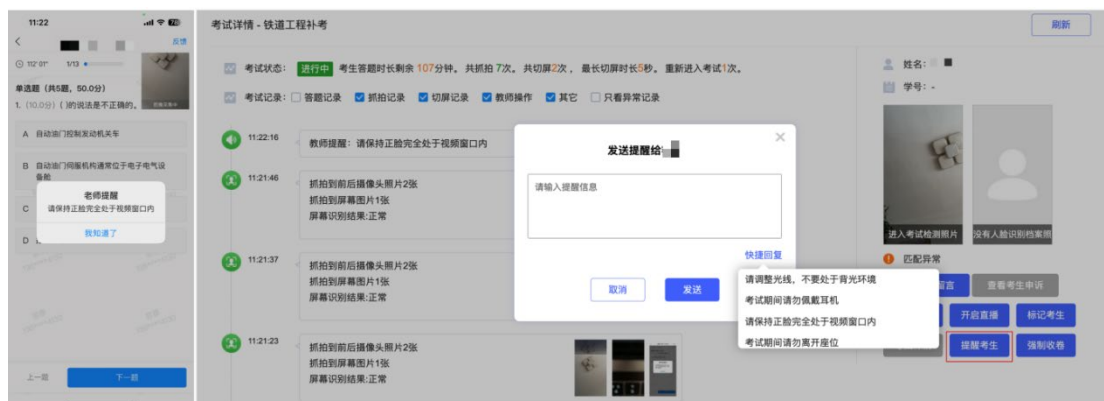 11:22
反馈
112'01" 1/13
单选题（共5题，50.0分）
1.（10.0分）( )的说法是不正确的。
A 自动油门控制发动机关车
B 自动油门伺服机构通常位于电子电气设
备舱
C
D
老师提醒
请保持正脸完全处于视频窗口内
我知道了
上一题
下一题
考试详情 - 铁道工程补考
刷新
考试状态： 进行中 考生答题时长剩余 107分钟。 共抓拍 7次。 共切屏2次， 最长切屏时长5秒。重新进入考试1次。
考试记录： 答题记录 抓拍记录 切屏记录 教师操作 其它 只看异常记录
11:22:16
教师提醒：请保持正脸完全处于视频窗口内
11:21:46
抓拍到前后摄像头照片2张
抓拍到屏幕图片1张
屏幕识别结果:正常
11:21:37
抓拍到前后摄像头照片2张
抓拍到屏幕图片1张
屏幕识别结果:正常
11:21:23
抓拍到前后摄像头照片2张
抓拍到屏幕图片1张
屏幕识别结果:正常
发送提醒给
请输入提醒信息
快捷回复
取消
发送
请调整光线，不要处于背光环境
考试期间请勿佩戴耳机
请保持正脸完全处于视频窗口内
考试期间请勿离开座位
姓名：
学号：-
进入考试检测照片
没有人脸识别档案照
匹配异常
言
查看考生申诉
开启直播
标记考生
提醒考生
强制收卷